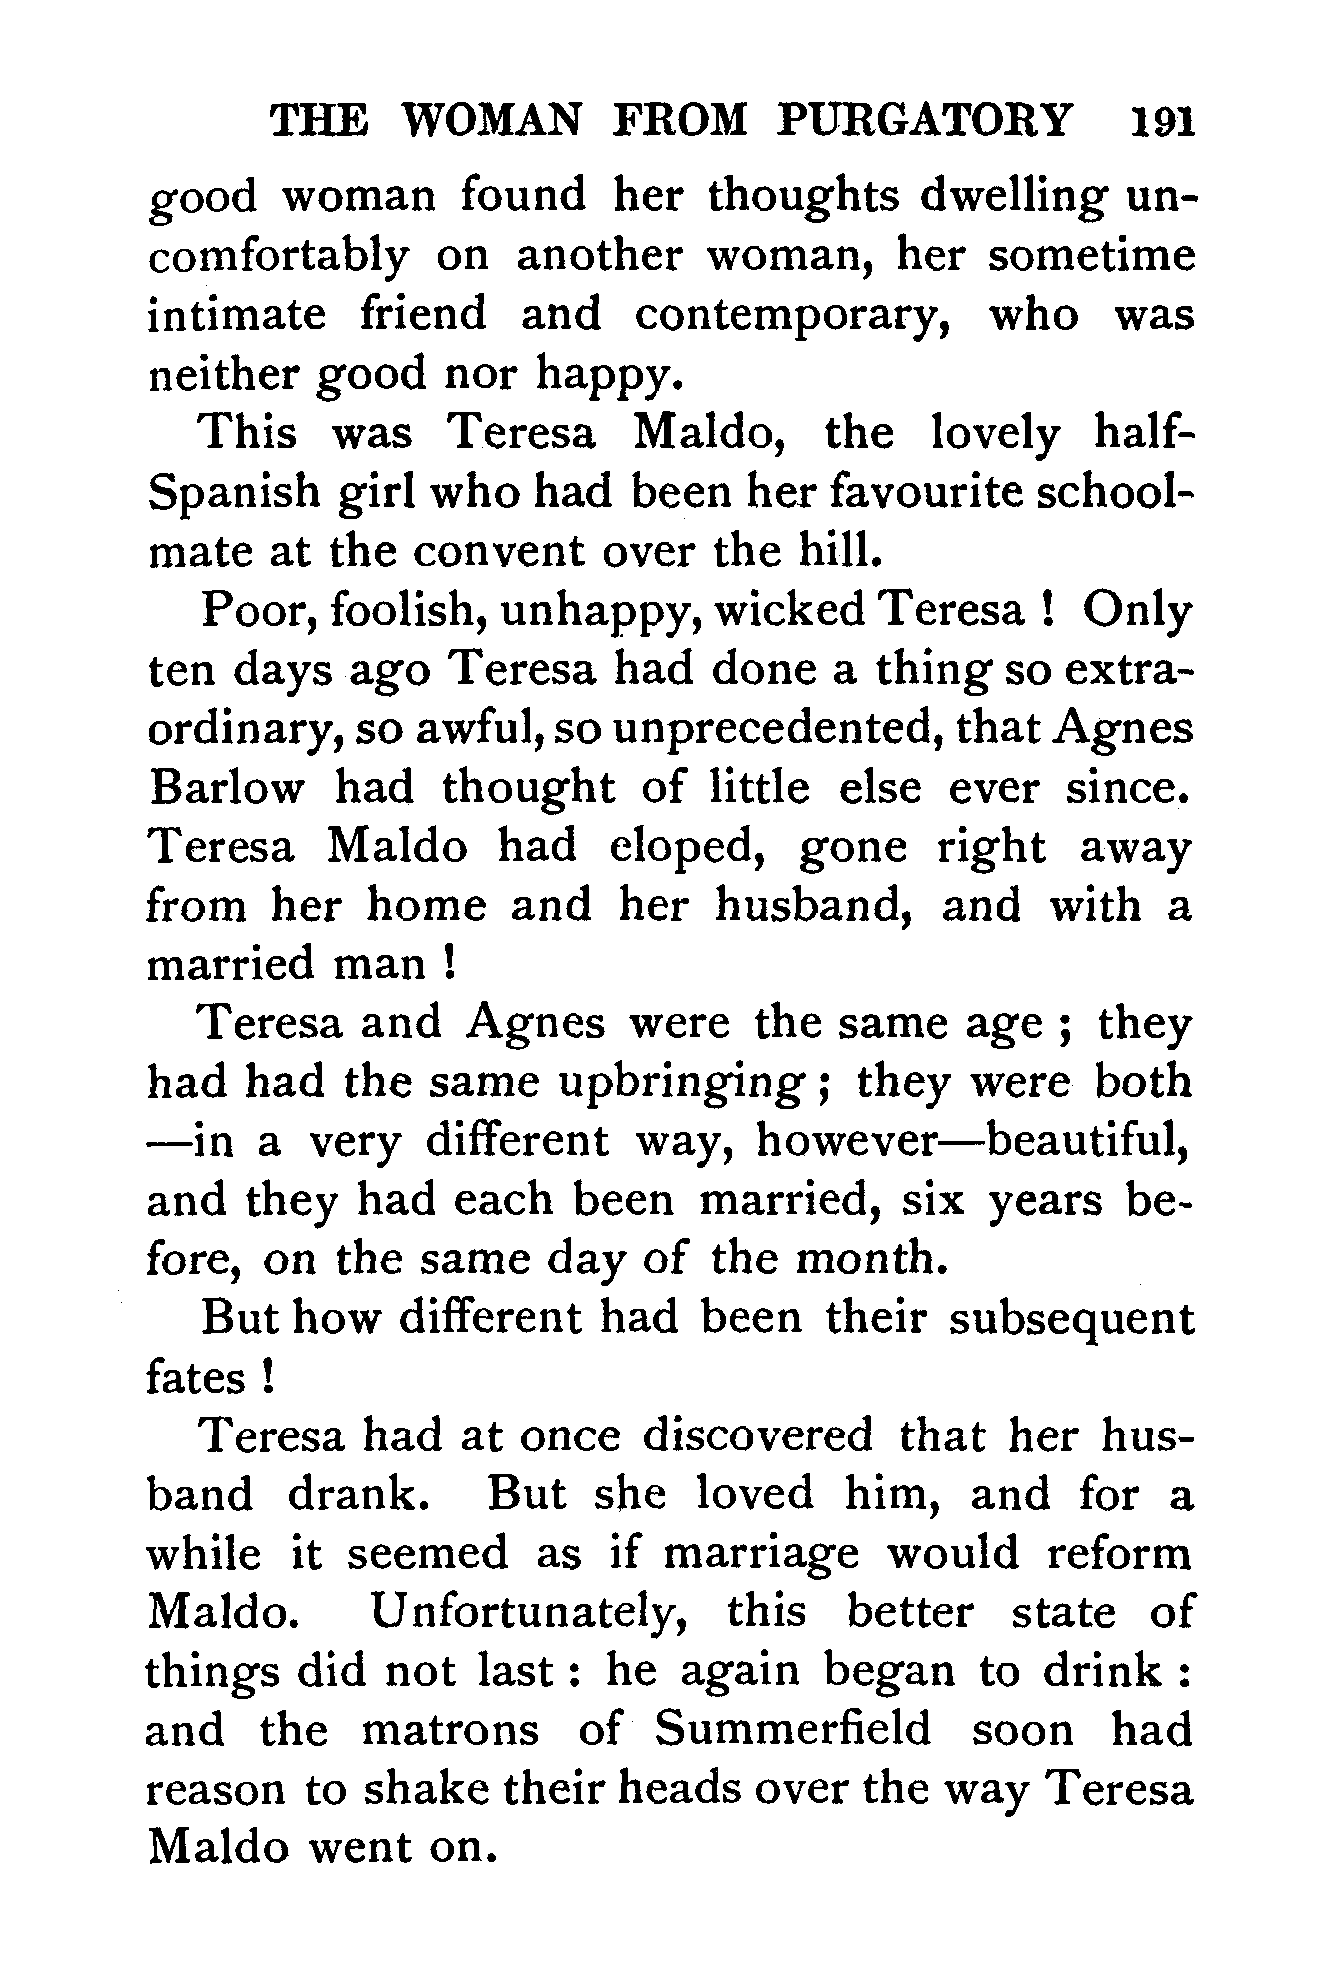 THE WOMAN FROM PURGATORY 191
good woman found her thoughts dwelling un-
comfortably on another woman, her sometime
intimate friend and contemporary, who was
neither good nor happy.
This was Teresa Maldo, the lovely half-
Spanish girl who had been her favourite school-
mate at the convent over the hill.
Poor, foolish, unhappy, wicked Teresa ! Only
ten days ago Teresa had done a thing so extra-
ordinary, so awful, so unprecedented, that Agnes
Barlow had thought of little else ever since.
Teresa Maldo had eloped, gone right away
from her home and her husband, and with a
married man !
Teresa and Agnes were the same age ; they
had had the same upbringing ; they were both
—in a very different way, however—beautiful,
and they had each been married, six years be-
fore, on the same day of the month.
But how different had been their subsequent
fates !
Teresa had at once discovered that her hus-
band drank. But she loved him, and for a
while it seemed as if marriage would reform
Maldo. Unfortunately, this better state of
things did not last : he again began to drink :
and the matrons of Summerfield soon had
reason to shake their heads over the way Teresa
Maldo went on.